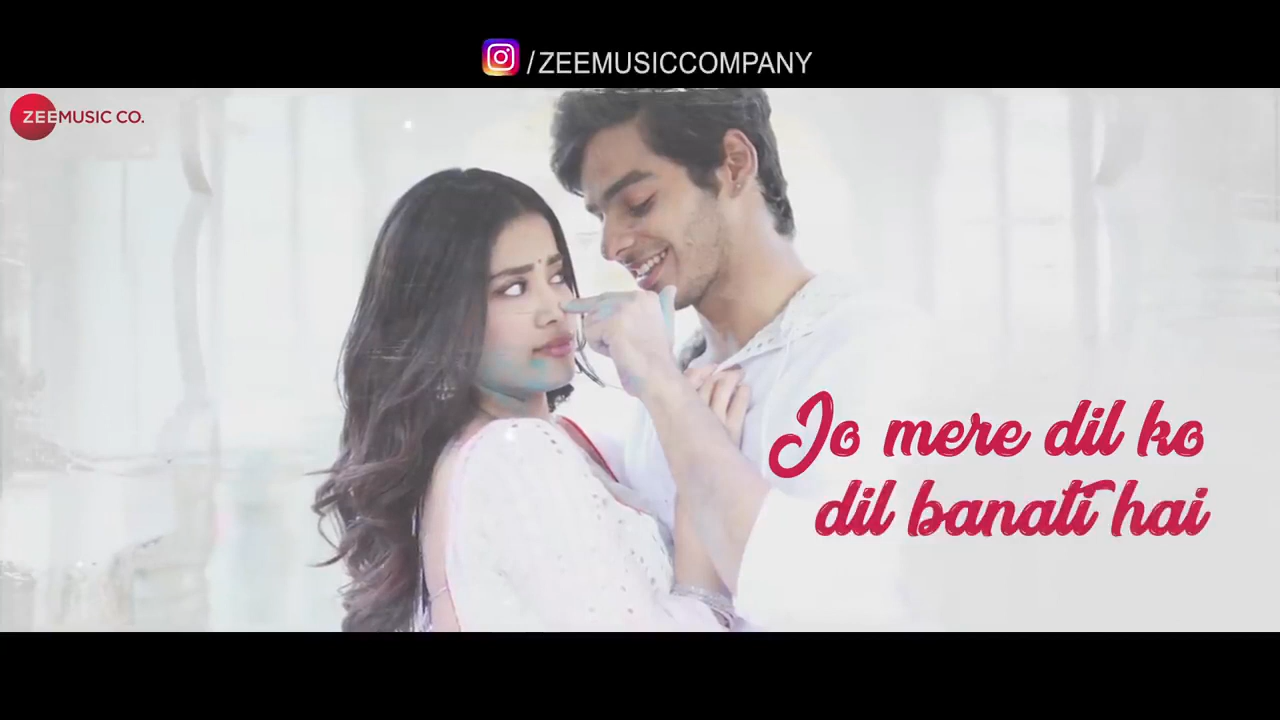 /ZEEMUSICCOMPANY
ZEEMUSIC CO.
Jo mere dil ko
dil banati hai